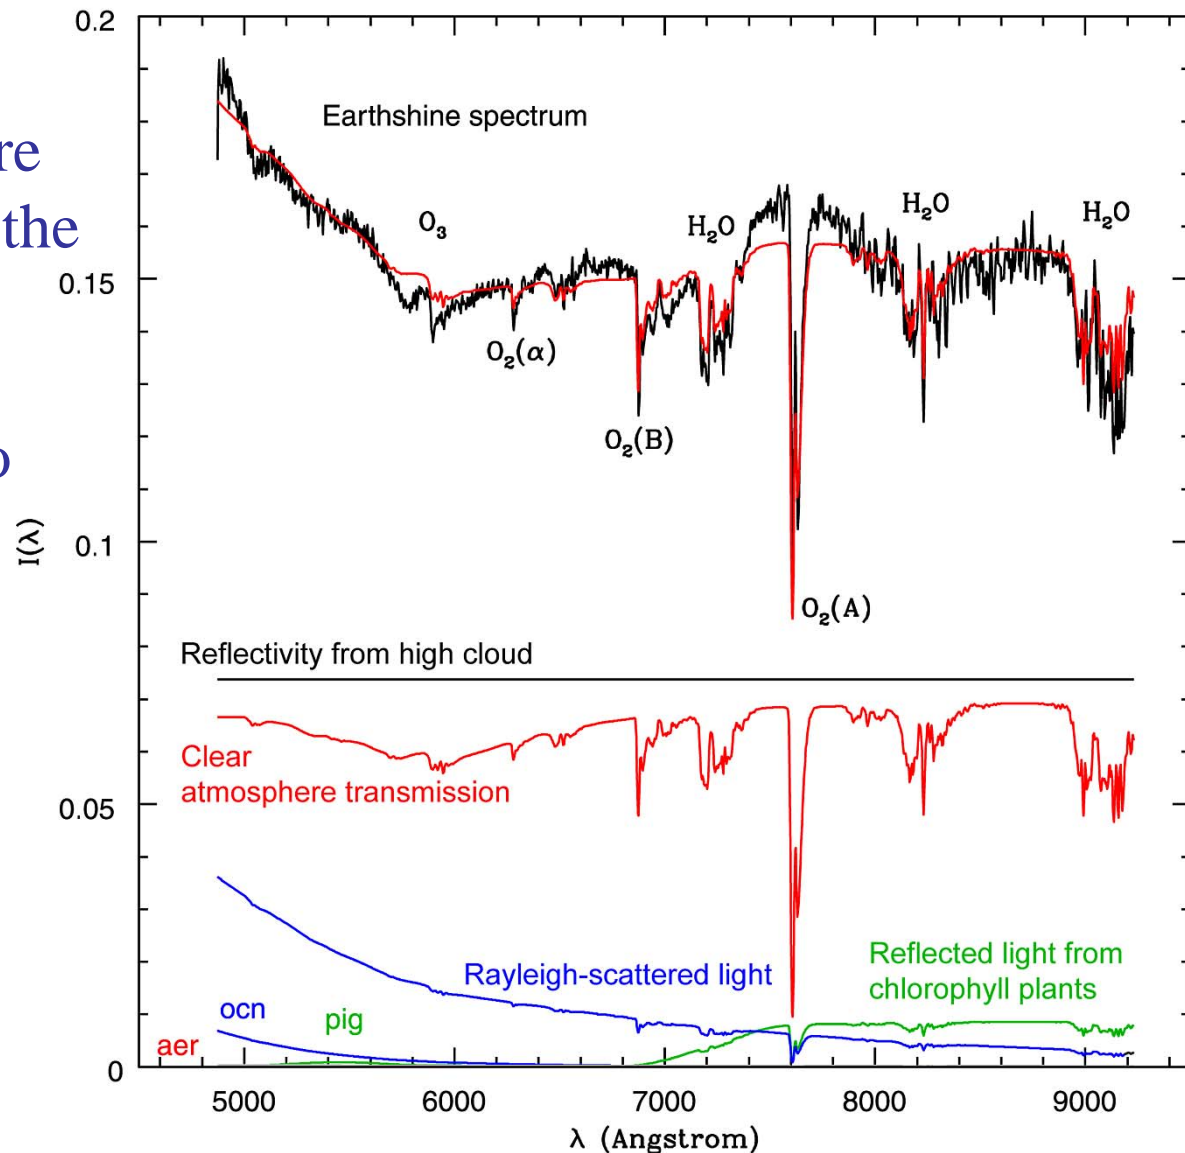 re
the
o
0.2
0.15
0.1
0.05
0
I(λ)
Earthshine spectrum
O₃
O₂(α)
O₂(B)
H₂O
H₂O
H₂O
O₂(A)
Reflectivity from high cloud
Clear
atmosphere transmission
Rayleigh-scattered light
Reflected light from
chlorophyll plants
ocn
pig
aer
5000 6000 7000 8000 9000
λ (Angstrom)